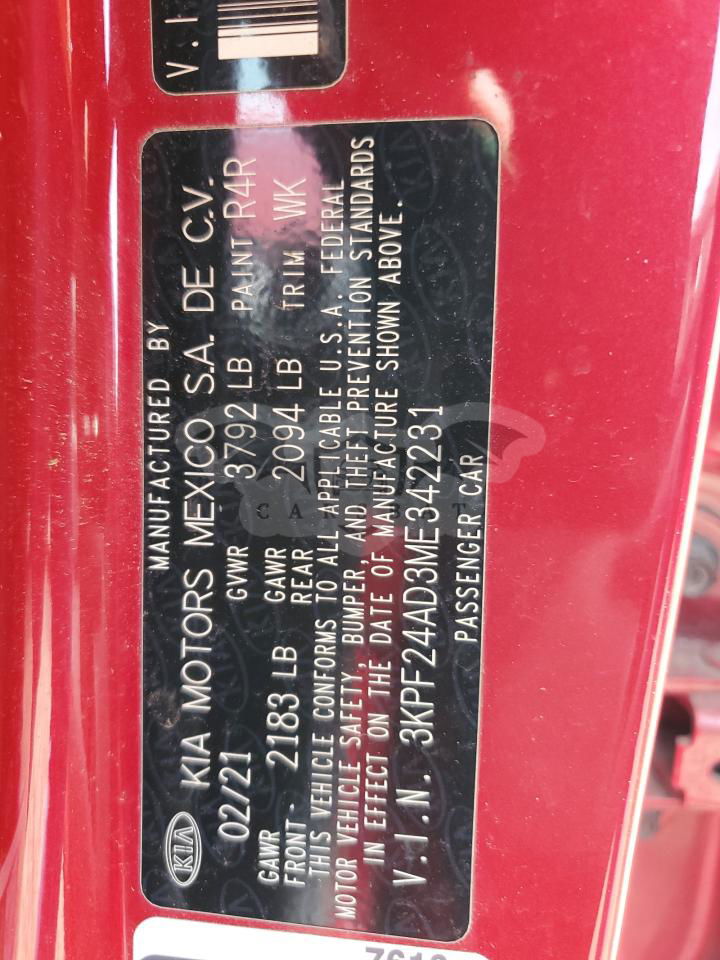 V.I
MANUFACTURED BY
KIA KIA MOTORS MEXICO S.A. DE C.V.
02/21 GVWR 3792 LB PAINT R4R
GAWR FRONT 2183 LB GAWR REAR 2094 LB TRIM WK
THIS VEHICLE CONFORMS TO ALL APPLICABLE U.S.A. FEDERAL
MOTOR VEHICLE SAFETY, BUMPER, AND THEFT PREVENTION STANDARDS
IN EFFECT ON THE DATE OF MANUFACTURE SHOWN ABOVE.
V.I.N. 3KPF24AD3ME342231
PASSENGER CAR